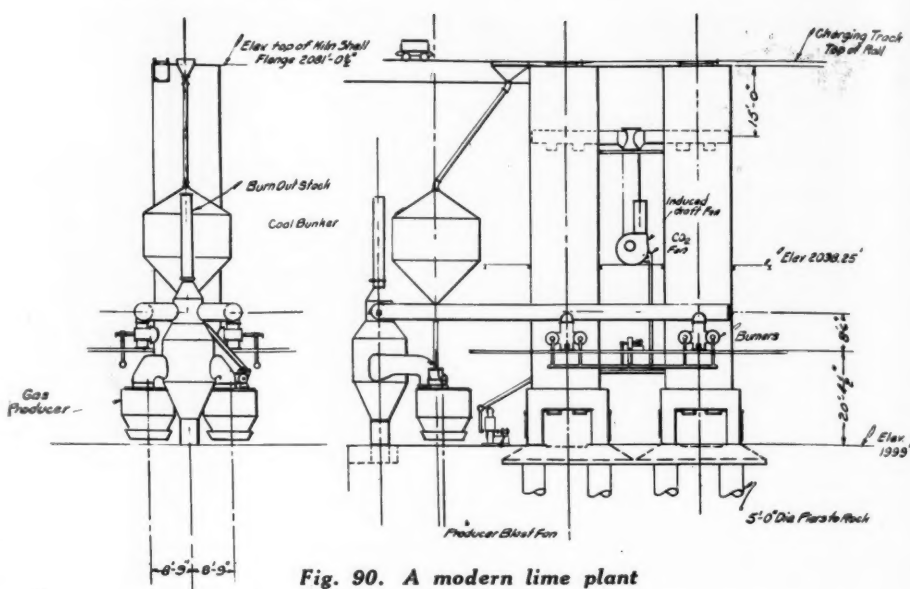 Elev. top of Kiln Shell
Flange 2081'-0½"
Charging Track
Top of Rail
15'-0"
Burn Out Stack
Coal Bunker
Induced
draft Fan
CO₂
Fan
Elev 2038.25'
Burners
20'-4½"
Gas
Producer
Elev.
1999'
5'-0" Dia. Piers to Rock
Producer Blast Fan
8'-9" 8'-9"
Fig. 90. A modern lime plant